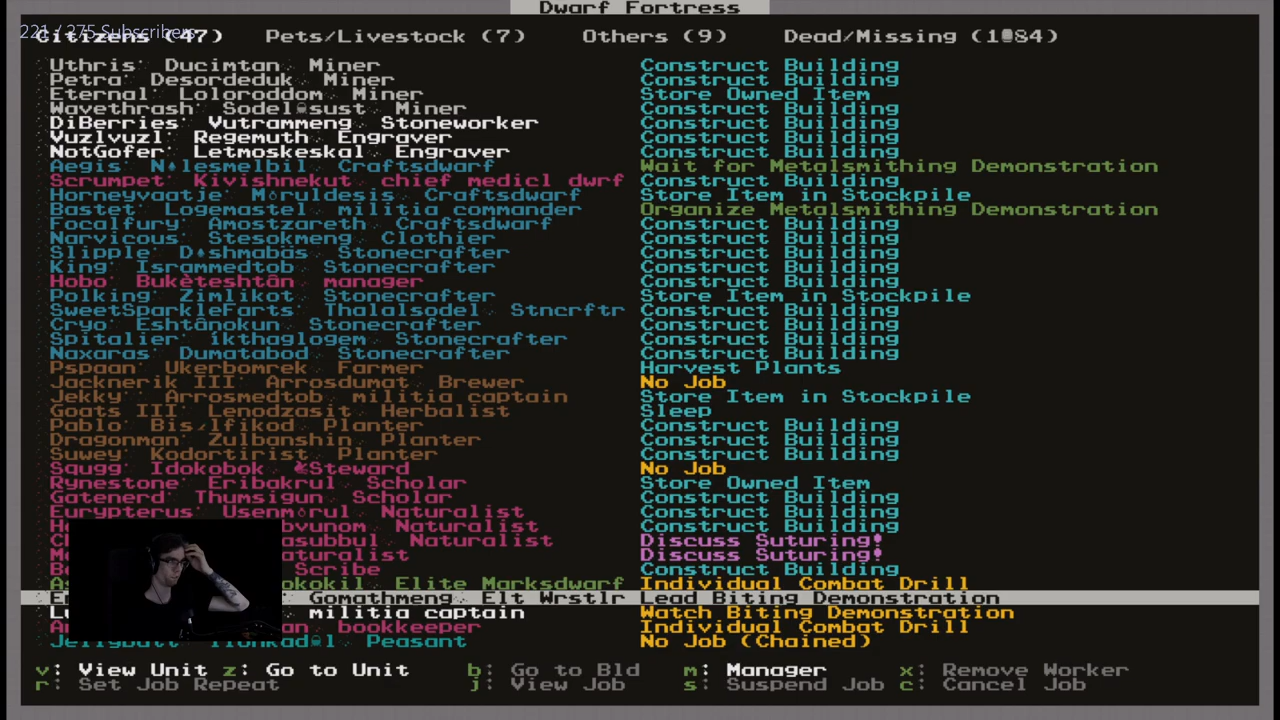 Dwarf Fortress
221 / 275 Subscribers
Citizens (47) Pets/Livestock (7) Others (9) Dead/Missing
Uthris Ducimtan Miner Construct Building
Petra Desordeduk Miner Construct Building
Eternal Loloroddom Miner Store Owned Item
Wavethrash Miner Construct Building
DiBerries Vutrammeng Stoneworker Construct Building
Vuzlvuzl Regemuth Engraver Construct Building
NotGofer Letmoskeskal Engraver Construct Building
Aegis Craftsdwarf Wait for Metalsmithing Demonstration
Scrumpet Kivishnekut chief medicl dwrf Construct Building
Horneyvaatje Craftsdwarf Store Item in Stockpile
Bastet Logemastel militia commander Organize Metalsmithing Demonstration
Focalfury Amostzareth Craftsdwarf Construct Building
Narvicous Stesokmeng Clothier Construct Building
Slipple Stonecrafter Construct Building
King Isrammedtob Stonecrafter Construct Building
Hobo Bukèteshtân manager Construct Building
Polking Zimlikot Stonecrafter Store Item in Stockpile
SweetSparkleFarts Thalalsodel Stncrftr Construct Building
Cryo Eshtânokun Stonecrafter Construct Building
Spitalier íkthaglogem Stonecrafter Construct Building
Naxaras Dumatabod Stonecrafter Construct Building
Pspaan Ukerbomrek Farmer Harvest Plants
Jacknerik III Arrosdumat Brewer No Job
Jekky Arrosmedtob militia captain Store Item in Stockpile
Goats III Lenodzasit Herbalist Sleep
Pablo Planter Construct Building
Dragonman Zulbanshin Planter Construct Building
Suwey Kodortirist Planter Construct Building
Squgg Idokobok Steward No Job
Rynestone Eribakrul Scholar Store Owned Item
Gatenerd Thumsigun Scholar Construct Building
Eurypterus Naturalist Construct Building
Naturalist Construct Building
Naturalist Discuss Suturing!
Discuss Suturing!
Scribe Construct Building
Elite Marksdwarf Individual Combat Drill
Gomathmeng Elt Wrstlr Lead Biting Demonstration
militia captain Watch Biting Demonstration
bookkeeper Individual Combat Drill
Peasant No Job (Chained)
v: View Unit z: Go to Unit b: Go to Bld m: Manager x: Remove Worker
r: Set Job Repeat j: View Job s: Suspend Job c: Cancel Job